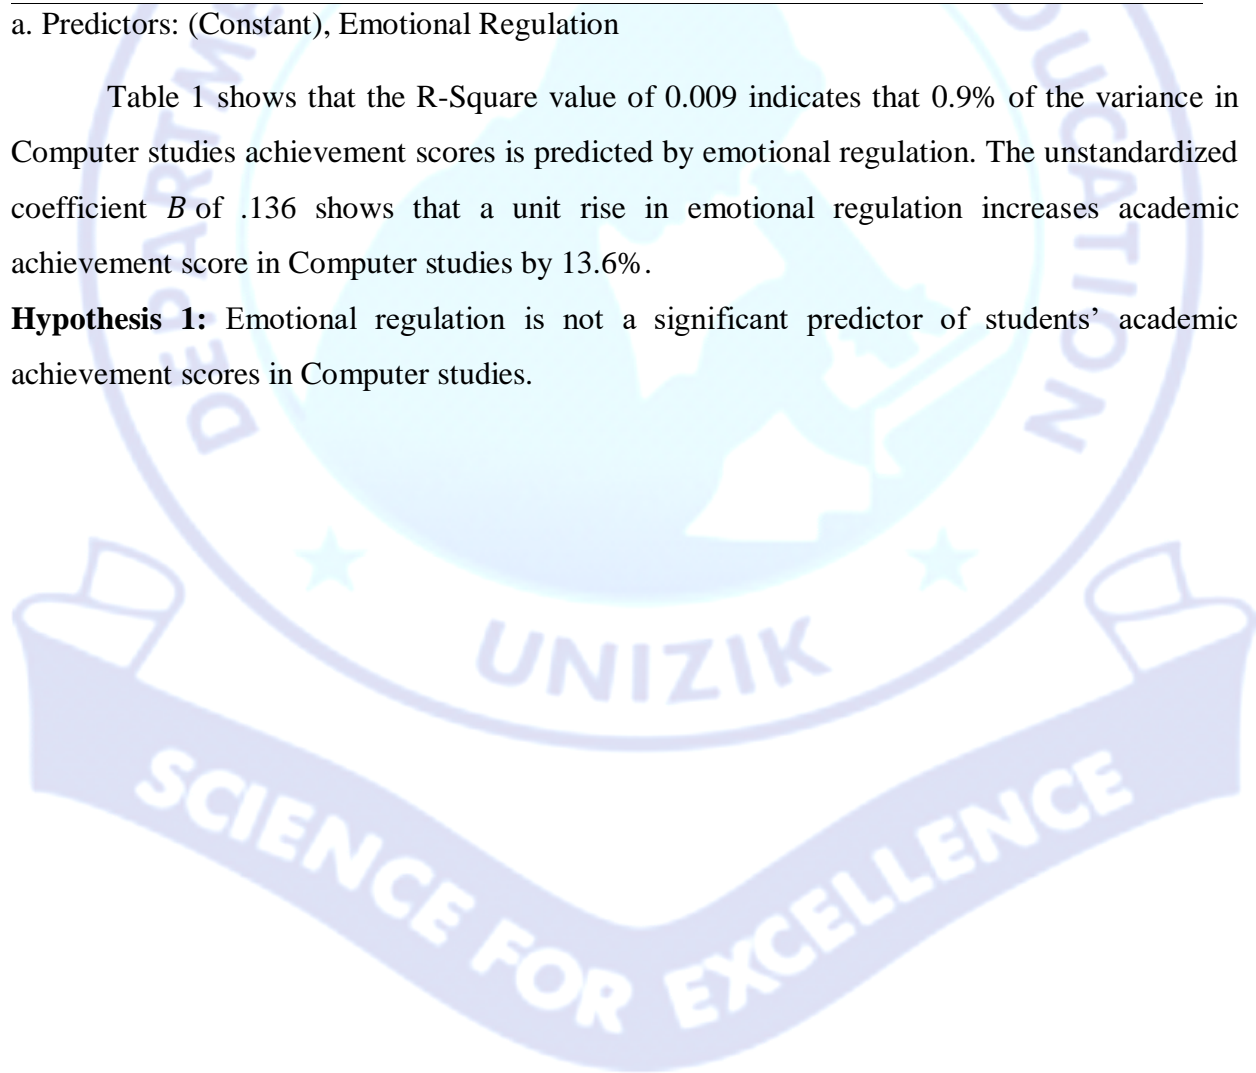 a. Predictors: (Constant), Emotional Regulation
Table 1 shows that the R-Square value of 0.009 indicates that 0.9% of the variance in
Computer studies achievement scores is predicted by emotional regulation. The unstandardized
coefficient B of .136 shows that a unit rise in emotional regulation increases academic
achievement score in Computer studies by 13.6%.
Hypothesis 1: Emotional regulation is not a significant predictor of students’ academic
achievement scores in Computer studies.
DEPARTM
OUCATION
UNIZIK
SCIENCE FOR EXCELLENCE